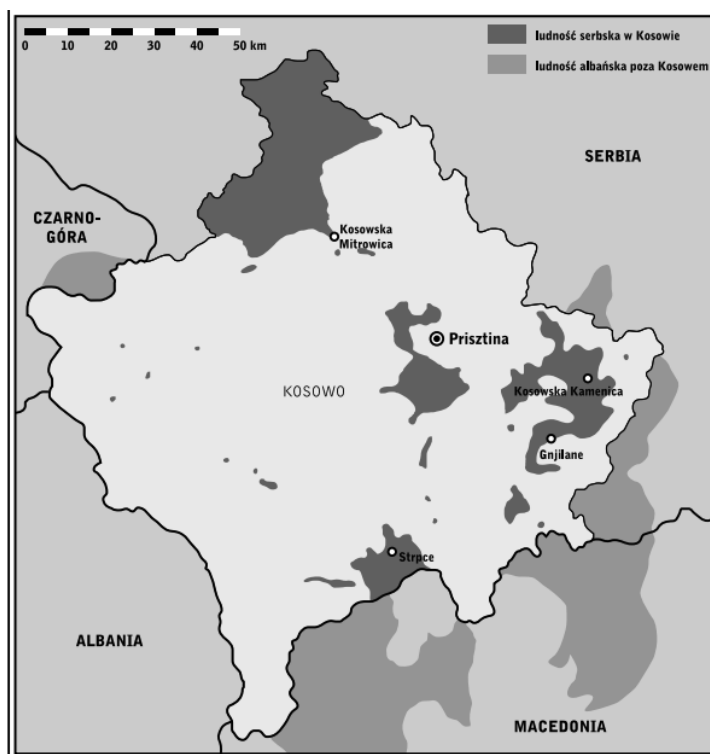 0 10 20 30 40 50 km
ludność serbska w Kosowie
ludność albańska poza Kosowem
SERBIA
CZARNO-
GÓRA
Kosowska
Mitrowica
Prisztina
KOSOWO
Kosowska Kamenica
Gnjilane
Strpce
ALBANIA
MACEDONIA